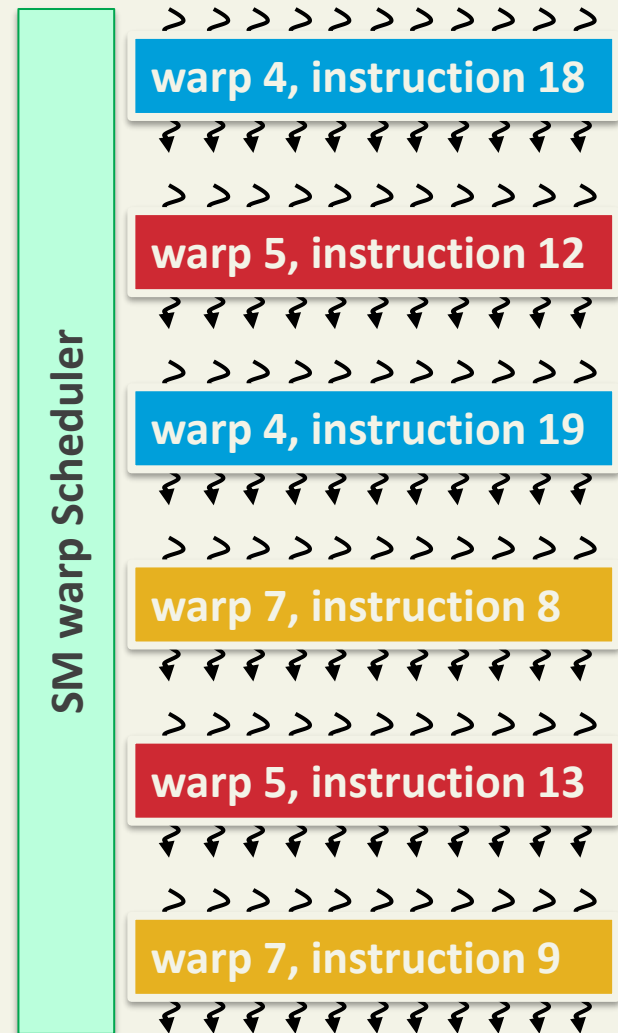 SM warp Scheduler
warp 4, instruction 18
warp 5, instruction 12
warp 4, instruction 19
warp 7, instruction 8
warp 5, instruction 13
warp 7, instruction 9